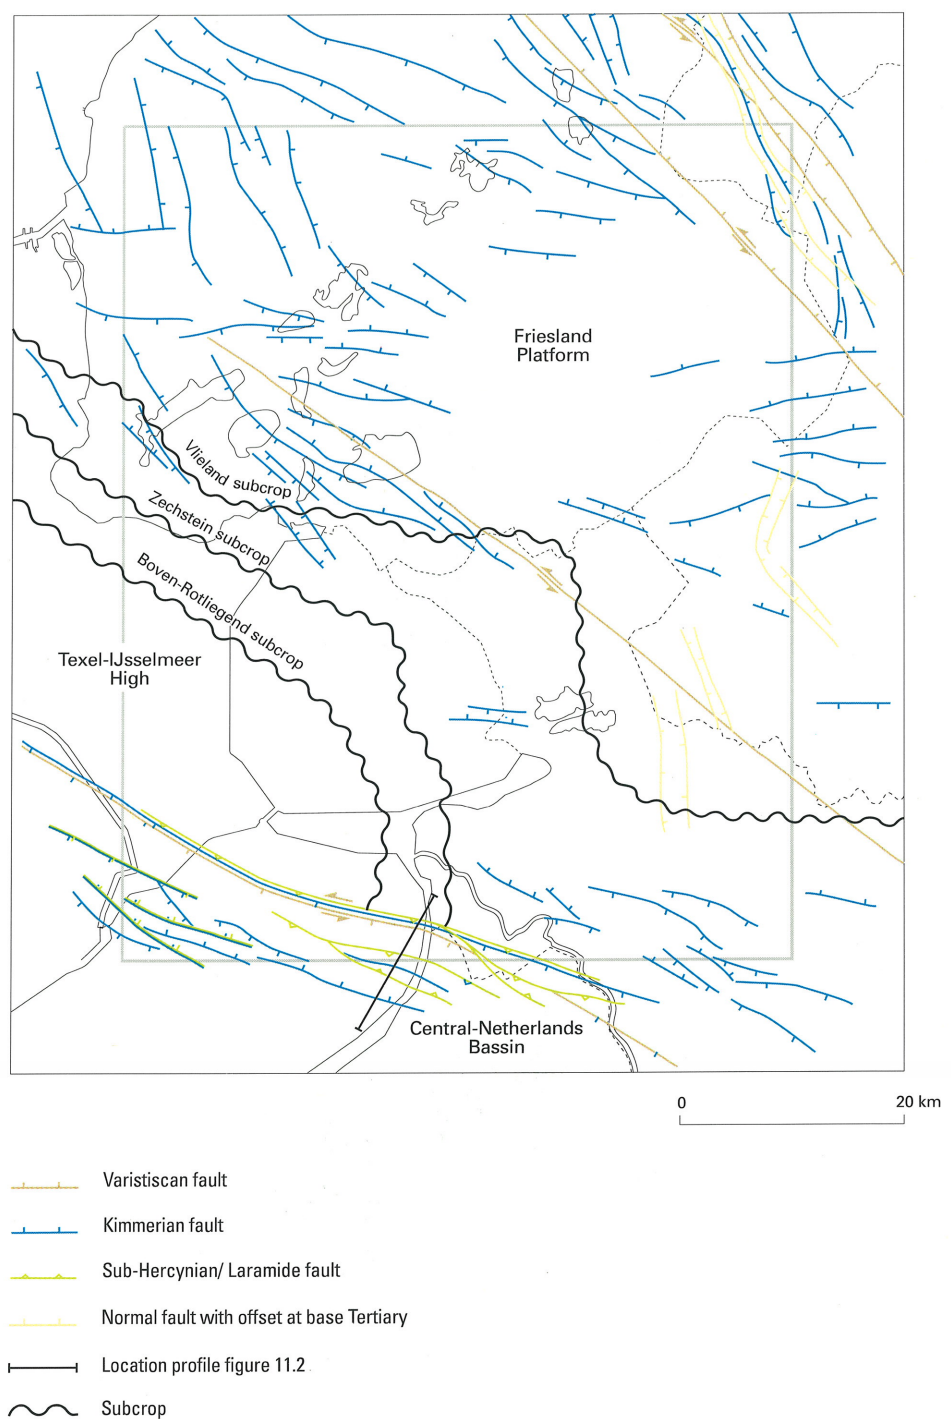 Friesland
Platform
Vlieland subcrop
Zechstein subcrop
Boven-Rotliegend subcrop
Texel-IJsselmeer
High
Central-Netherlands
Bassin
0 20 km
Varistiscan fault
Kimmerian fault
Sub-Hercynian/ Laramide fault
Normal fault with offset at base Tertiary
Location profile figure 11.2
Subcrop